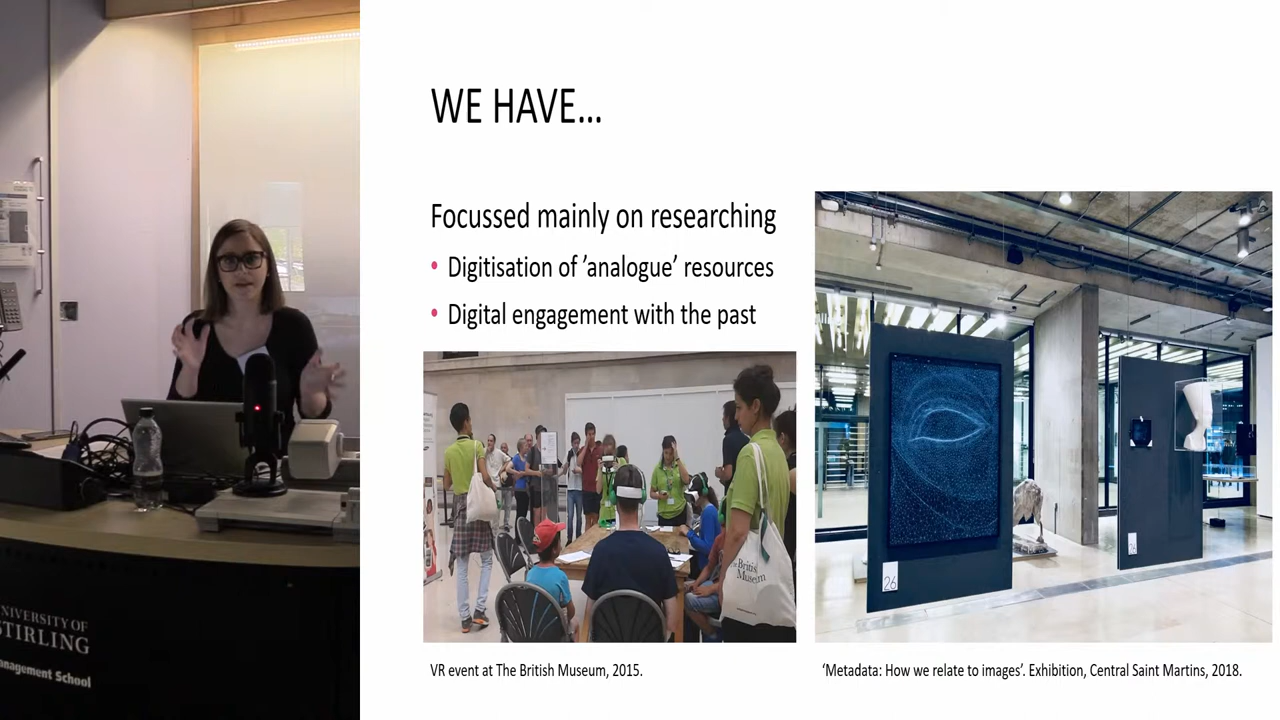 WE HAVE...
Focussed mainly on researching
• Digitisation of ’analogue’ resources
• Digital engagement with the past
British
Museum
26
VR event at The British Museum, 2015.
‘Metadata: How we relate to images’. Exhibition, Central Saint Martins, 2018.
UNIVERSITY OF
STIRLING
Management School